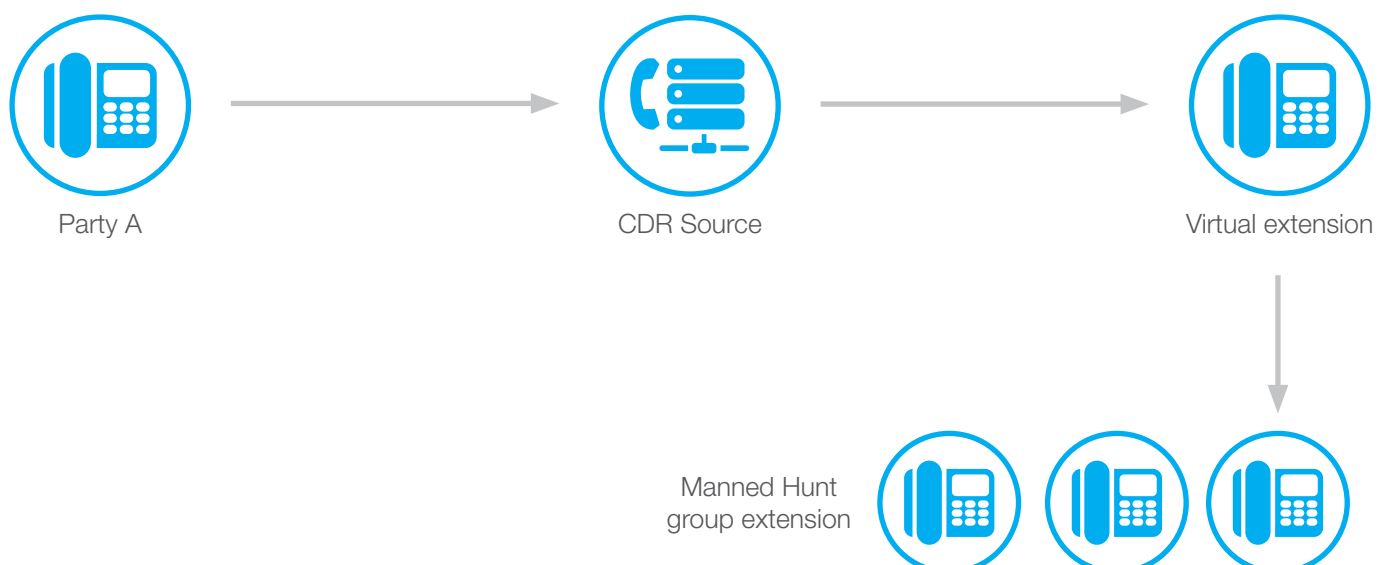 Party A
CDR Source
Virtual extension
Manned Hunt
group extension